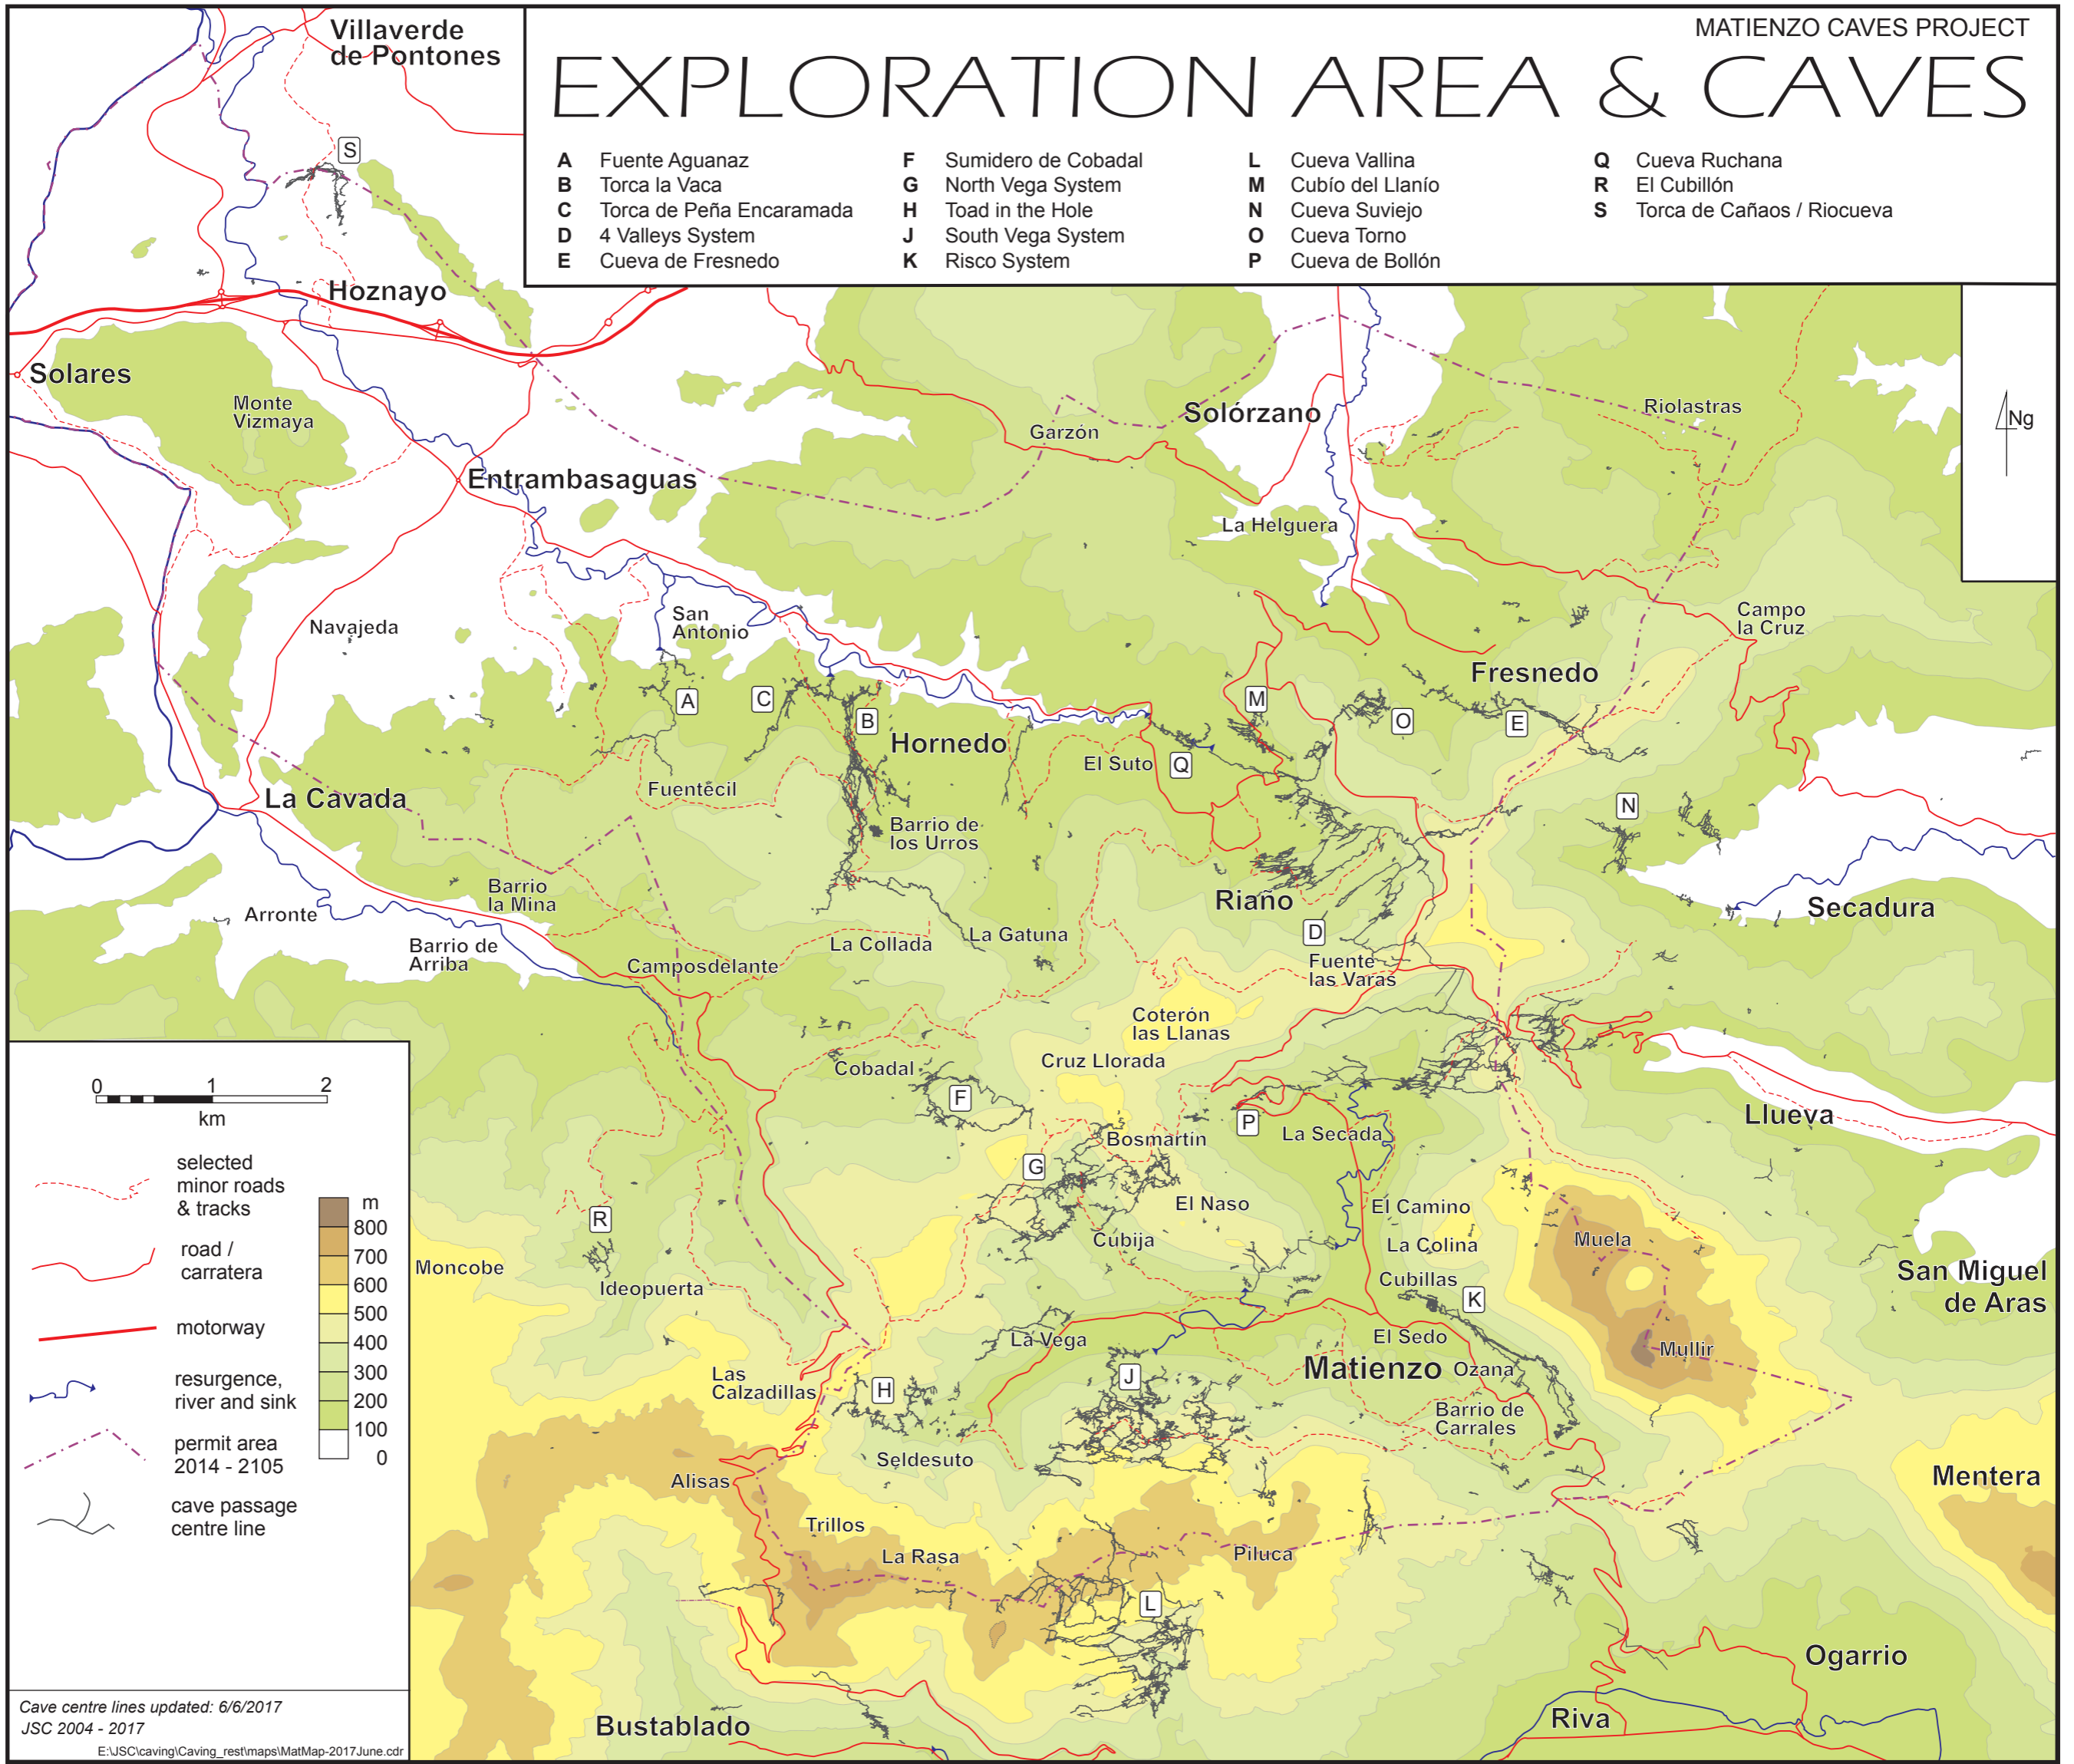 MATIENZO CAVES PROJECT
EXPLORATION AREA & CAVES
A Fuente Aguanaz
B Torca la Vaca
C Torca de Peña Encaramada
D 4 Valleys System
E Cueva de Fresnedo
F Sumidero de Cobadal
G North Vega System
H Toad in the Hole
J South Vega System
K Risco System
L Cueva Vallina
M Cubío del Llanío
N Cueva Suviejo
O Cueva Torno
P Cueva de Bollón
Q Cueva Ruchana
R El Cubillón
S Torca de Cañaos / Riocueva
Villaverde
de Pontones
S
Hoznayo
Solares
Monte
Vizmaya
Entrambasaguas
Garzón
Solórzano
Riolastras
Ng
La Helguera
Navajeda
San
Antonio
Campo
la Cruz
Fresnedo
A
C
B
M
O
E
Hornedo
El Suto
Q
Fuentécil
La Cavada
N
Barrio de
los Urros
Barrio
la Mina
Arronte
Riaño
Secadura
Barrio de
Arriba
La Collada
La Gatuna
D
Fuente
las Varas
Camposdelante
Coterón
las Llanas
Cruz Llorada
Cobadal
F
P
La Secada
Llueva
Bosmartín
G
El Naso
El Camino
R
Cubija
La Colina
Muela
Moncobe
Ideopuerta
Cubillas
K
San Miguel
de Aras
La Vega
El Sedo
Mullir
Matienzo
Ozana
Las
Calzadillas
H
J
Barrio de
Carrales
Seldesuto
Alisas
Mentera
Trillos
La Rasa
Piluca
L
Ogarrio
Bustablado
Riva
0 1 2
km
selected
minor roads
& tracks
road /
carratera
motorway
resurgence,
river and sink
permit area
2014 - 2105
cave passage
centre line
m
800
700
600
500
400
300
200
100
0
Cave centre lines updated: 6/6/2017
JSC 2004 - 2017
E:\JSC\caving\Caving_rest\maps\MatMap-2017June.cdr